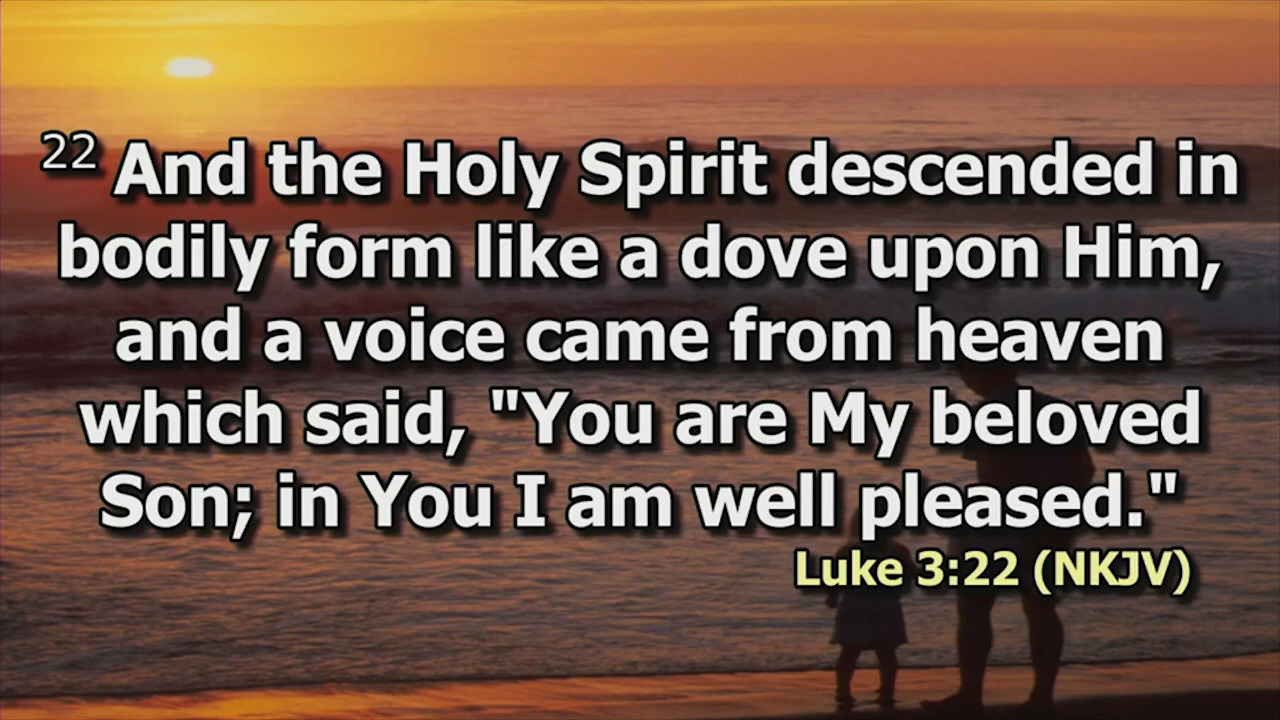 22 And the Holy Spirit descended in
bodily form like a dove upon Him,
and a voice came from heaven
which said, "You are My beloved
Son; in You I am well pleased."
Luke 3:22 (NKJV)